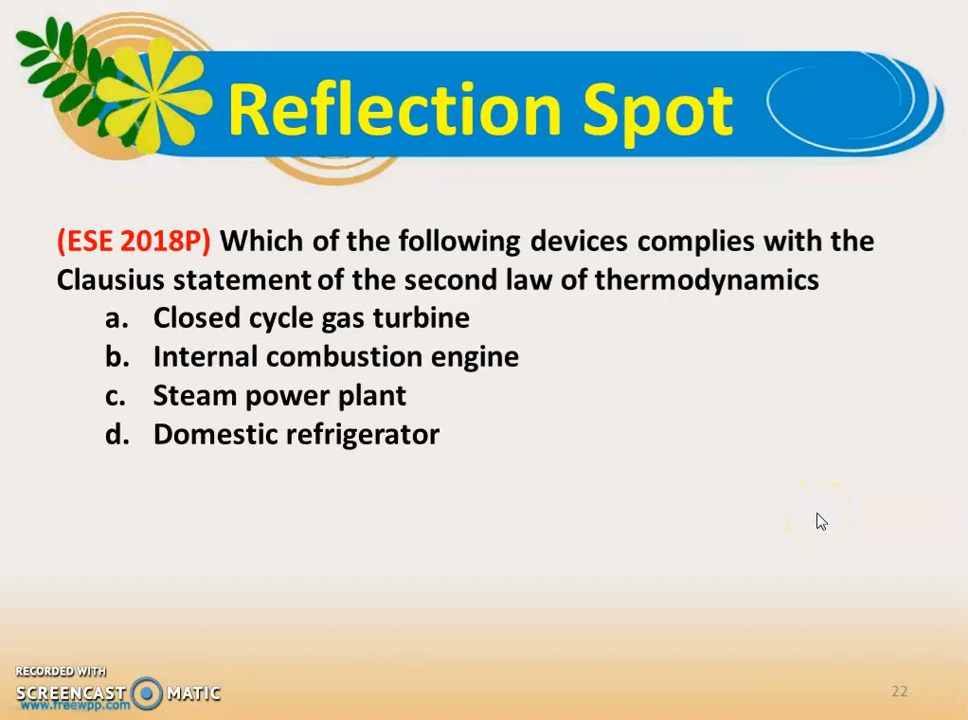 Reflection Spot
(ESE 2018P) Which of the following devices complies with the
Clausius statement of the second law of thermodynamics
a. Closed cycle gas turbine
b. Internal combustion engine
c. Steam power plant
d. Domestic refrigerator
RECORDED WITH
SCREENCAST MATIC
www.freewpp.com
22